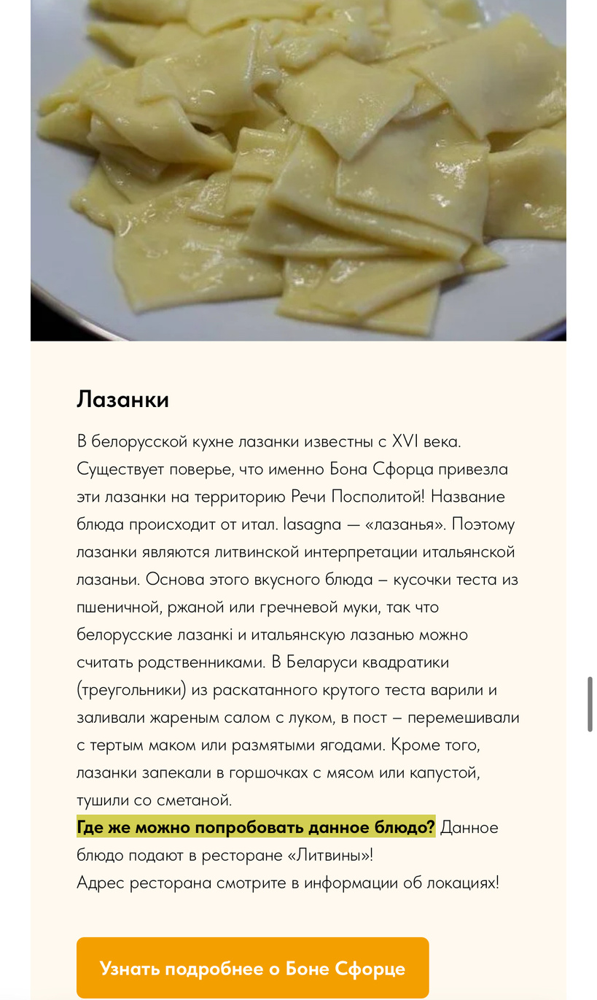 Лазанки
В белорусской кухне лазанки известны с XVI века.
Существует поверье, что именно Бона Сфорца привезла
эти лазанки на территорию Речи Посполитой! Название
блюда происходит от итал. lasagna — «лазанья». Поэтому
лазанки являются литвинской интерпретации итальянской
лазаньи. Основа этого вкусного блюда – кусочки теста из
пшеничной, ржаной или гречневой муки, так что
белорусские лазанкі и итальянскую лазанью можно
считать родственниками. В Беларуси квадратики
(треугольники) из раскатанного крутого теста варили и
заливали жареным салом с луком, в пост – перемешивали
с тертым маком или размятыми ягодами. Кроме того,
лазанки запекали в горшочках с мясом или капустой,
тушили со сметаной.
Где же можно попробовать данное блюдо? Данное
блюдо подают в ресторане «Литвины»!
Адрес ресторана смотрите в информации об локациях!
Узнать подробнее о Боне Сфорце